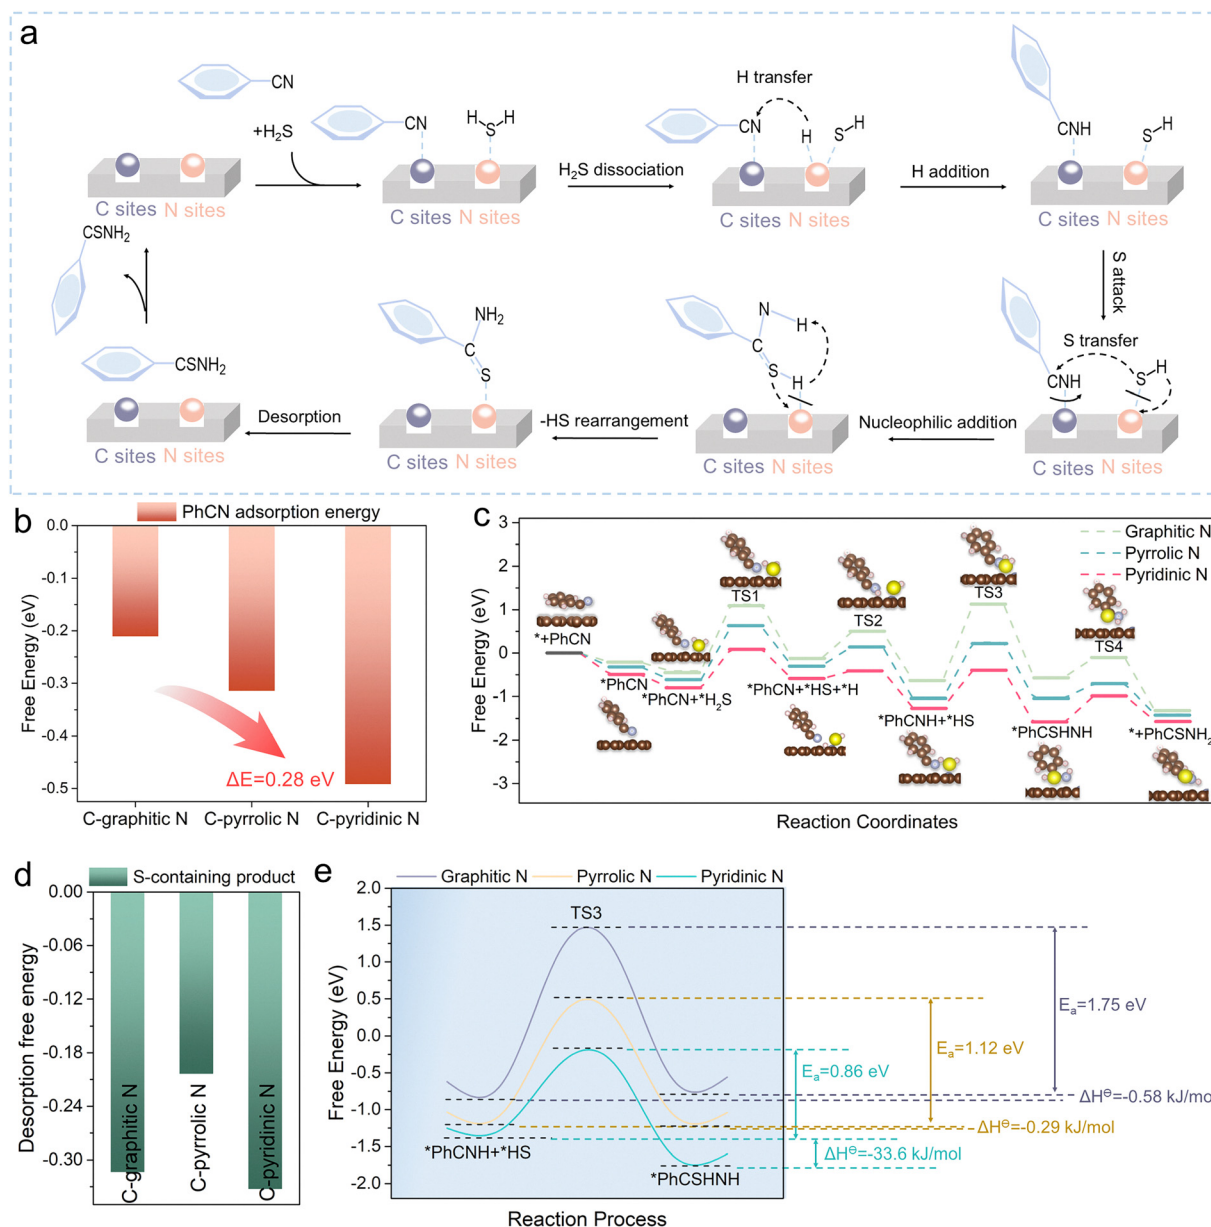 a
CN
+H₂S
C sites N sites
CN
H
S
H
C sites N sites
H₂S dissociation
H transfer
CN
H
S
H
C sites N sites
H addition
CNH
S
H
C sites N sites
S attack
S transfer
CNH
S
H
C sites N sites
Nucleophilic addition
N
H
C
S
H
C sites N sites
-HS rearrangement
NH₂
C
S
C sites N sites
Desorption
CSNH₂
C sites N sites
CSNH₂
b
PhCN adsorption energy
Free Energy (eV)
0.0
-0.1
-0.2
-0.3
-0.4
-0.5
ΔE=0.28 eV
C-graphitic N
C-pyrrolic N
C-pyridinic N
c
Free Energy (eV)
3
2
1
0
-1
-2
-3
Graphitic N
Pyrrolic N
Pyridinic N
*+PhCN
*PhCN
*PhCN+*H₂S
TS1
*PhCN+*HS+*H
TS2
*PhCNH+*HS
TS3
*PhCSHNH
TS4
*+PhCSNH₂
Reaction Coordinates
d
S-containing product
Desorption free energy
0.00
-0.06
-0.12
-0.18
-0.24
-0.30
C-graphitic N
C-pyrrolic N
C-pyridinic N
e
Graphitic N
Pyrrolic N
Pyridinic N
Free Energy (eV)
2.0
1.5
1.0
0.5
0.0
-0.5
-1.0
-1.5
-2.0
TS3
*PhCNH+*HS
*PhCSHNH
Eₐ=1.75 eV
Eₐ=1.12 eV
Eₐ=0.86 eV
ΔH⊖=-0.58 kJ/mol
ΔH⊖=-0.29 kJ/mol
ΔH⊖=-33.6 kJ/mol
Reaction Process